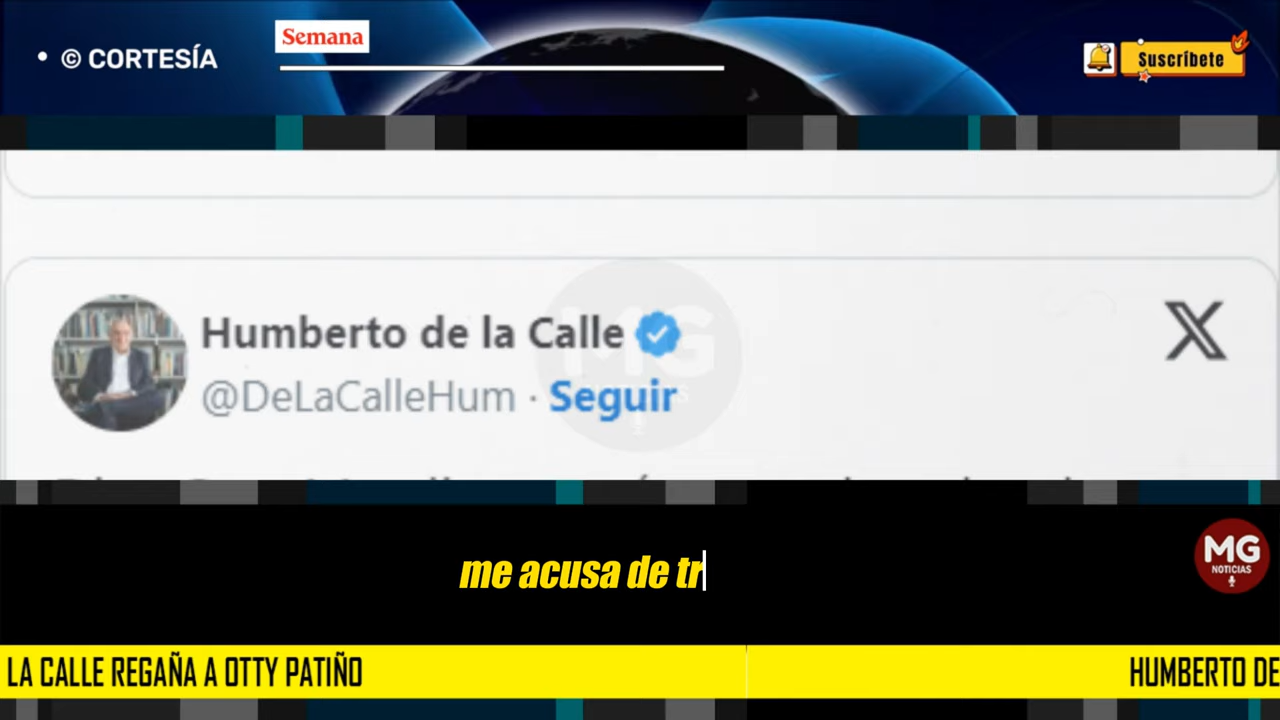 • © CORTESÍA
Semana
Suscríbete
Humberto de la Calle
@DeLaCalleHum · Seguir
me acusa de tr
MG
NOTICIAS
LA CALLE REGAÑA A OTTY PATIÑO
HUMBERTO DE